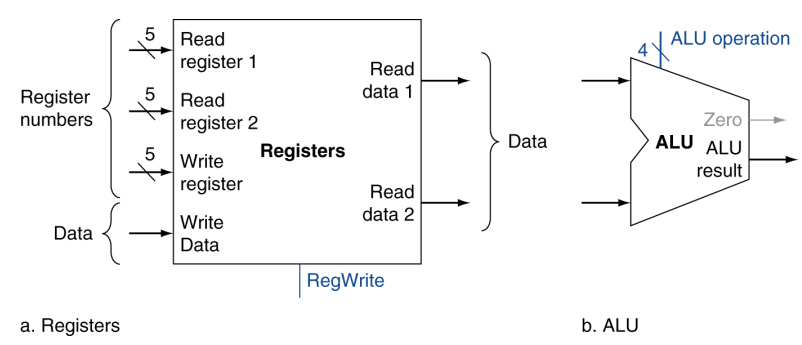 Register
numbers
Data
5
5
5
Read
register 1
Read
register 2
Write
register
Write
Data
Registers
Read
data 1
Read
data 2
Data
RegWrite
a. Registers
4
ALU operation
Zero
ALU
ALU
result
b. ALU